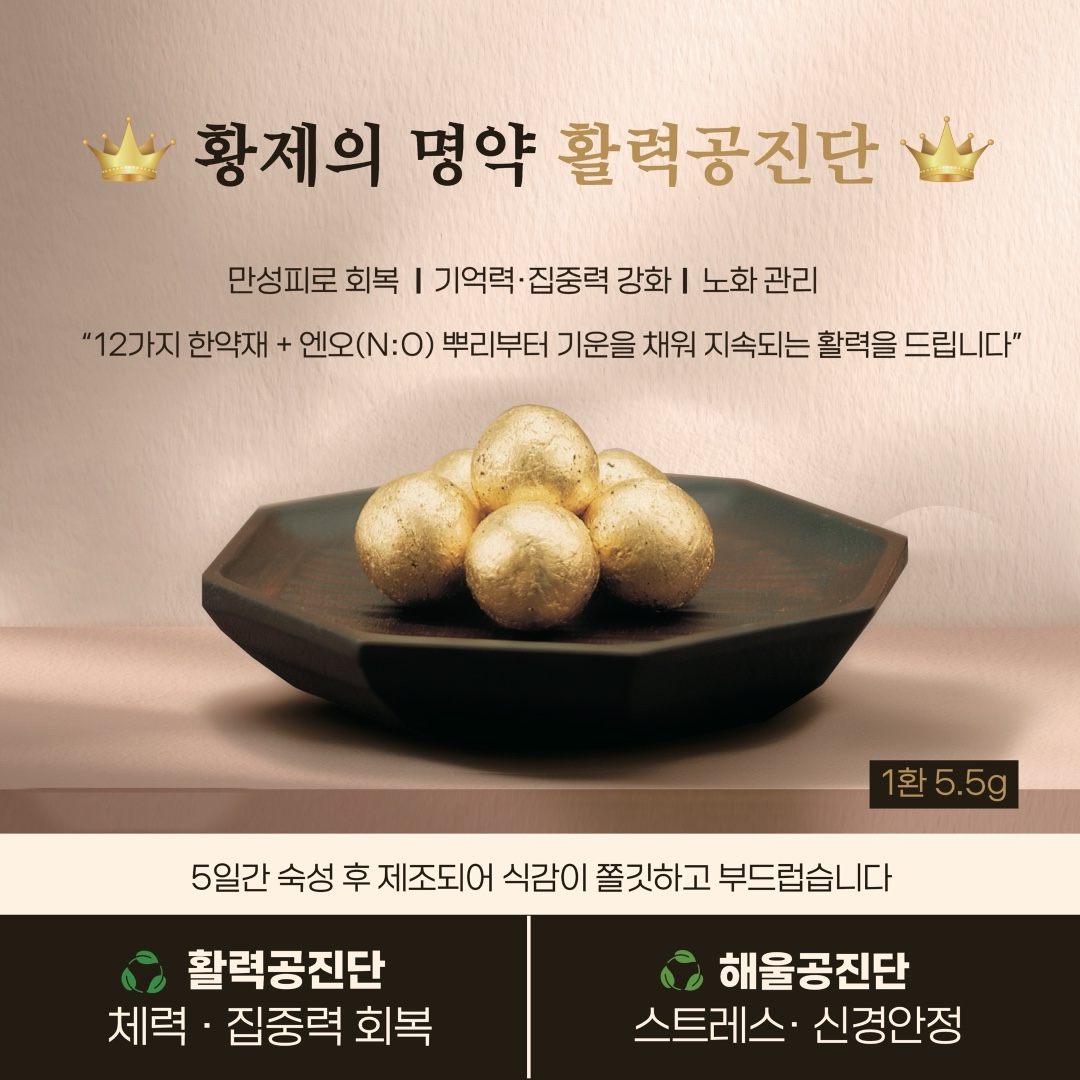 황제의 명약 활력공진단
만성피로 회복 | 기억력·집중력 강화 | 노화 관리
“12가지 한약재 + 엔오(N:O) 뿌리부터 기운을 채워 지속되는 활력을 드립니다”
1환 5.5g
5일간 숙성 후 제조되어 식감이 쫄깃하고 부드럽습니다
활력공진단
체력 · 집중력 회복
해울공진단
스트레스· 신경안정